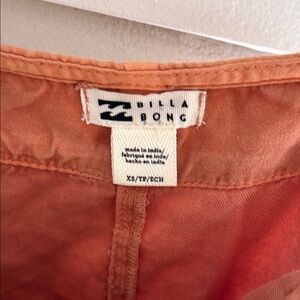 BILLA
BONG
made in india/
fabriqué en inde/
hecho en india
XS/TP/ECH